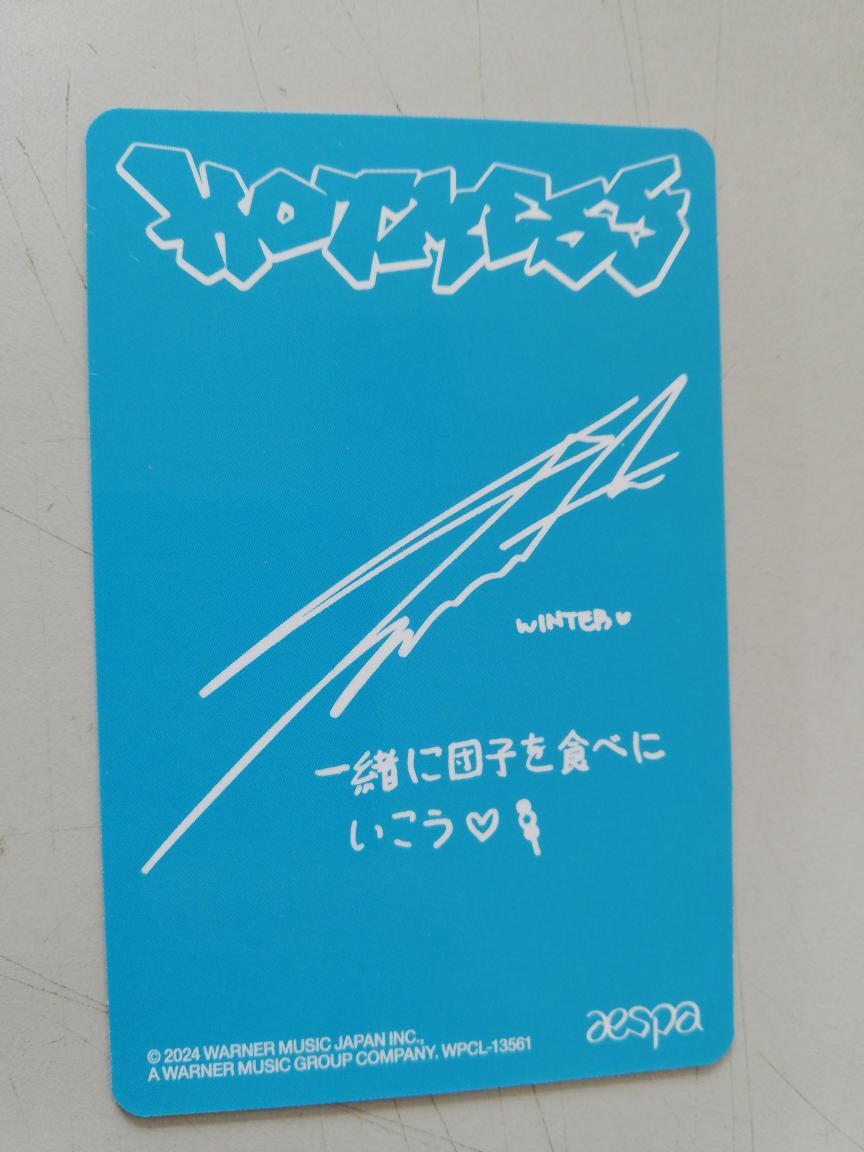 HOT MESS
WINTER♡
一緒に団子を食べに
いこう♡
© 2024 WARNER MUSIC JAPAN INC.,
A WARNER MUSIC GROUP COMPANY. WPCL-13561
aespa